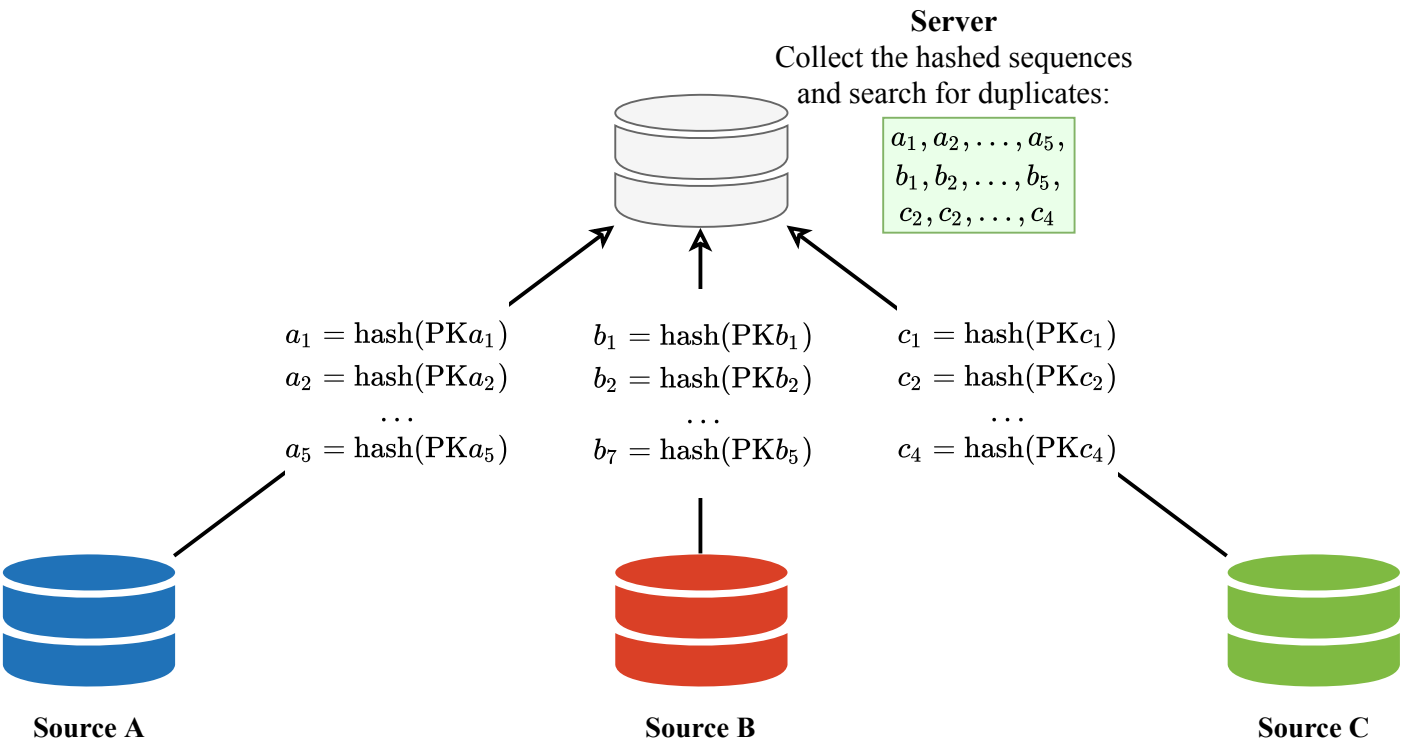 Server
Collect the hashed sequences
and search for duplicates:
a₁, a₂, . . . , a₅,
b₁, b₂, . . . , b₅,
c₂, c₂, . . . , c₄
a₁ = hash(PKa₁)
a₂ = hash(PKa₂)
. . .
a₅ = hash(PKa₅)
b₁ = hash(PKb₁)
b₂ = hash(PKb₂)
. . .
b₇ = hash(PKb₅)
c₁ = hash(PKc₁)
c₂ = hash(PKc₂)
. . .
c₄ = hash(PKc₄)
Source A
Source B
Source C